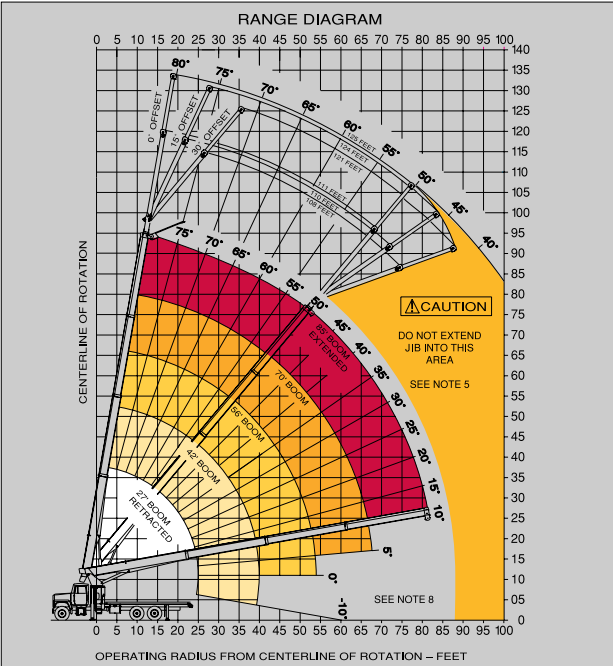 RANGE DIAGRAM
0 5 10 15 20 25 30 35 40 45 50 55 60 65 70 75 80 85 90 95 100
140
135
130
125
120
115
110
105
100
95
90
85
80
75
70
65
60
55
50
45
40
35
30
25
20
15
10
05
0
80°
75°
70°
65°
60°
55°
50°
45°
40°
0° OFFSET
15° OFFSET
30° OFFSET
125 FEET
124 FEET
121 FEET
111 FEET
110 FEET
108 FEET
CENTERLINE OF ROTATION
75°
70°
65°
60°
55°
50°
45°
40°
35°
30°
25°
20°
15°
10°
5°
0°
-10°
85' BOOM
EXTENDED
70' BOOM
56' BOOM
42' BOOM
27' BOOM
RETRACTED
CAUTION
DO NOT EXTEND
JIB INTO THIS
AREA
SEE NOTE 5
SEE NOTE 8
0 5 10 15 20 25 30 35 40 45 50 55 60 65 70 75 80 85 90 95 100
OPERATING RADIUS FROM CENTERLINE OF ROTATION – FEET